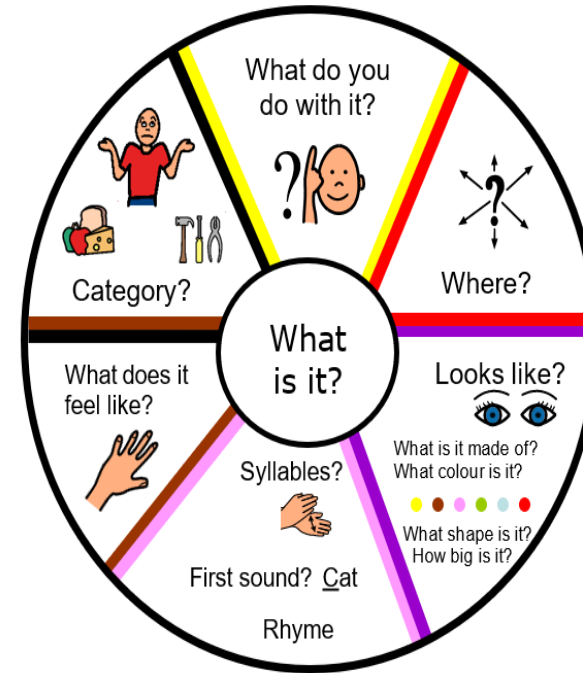 What do you
do with it?
Where?
Looks like?
What is it made of?
What colour is it?
What shape is it?
How big is it?
Syllables?
First sound? Cat
Rhyme
What does it
feel like?
Category?
What
is it?